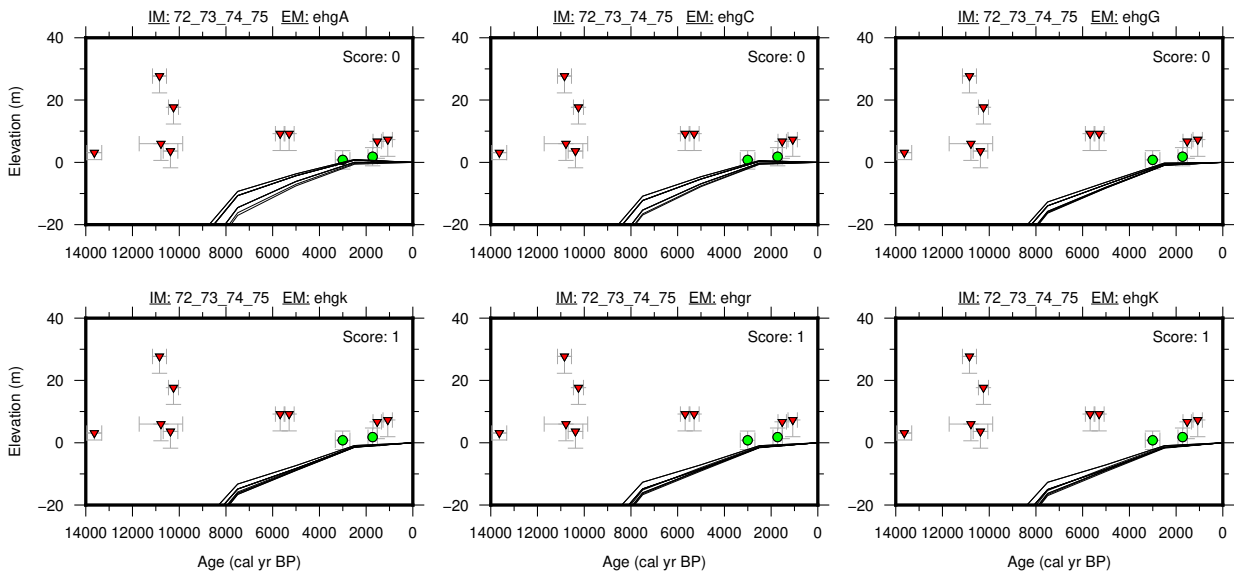 IM: 72_73_74_75 EM: ehgA
IM: 72_73_74_75 EM: ehgC
IM: 72_73_74_75 EM: ehgG
40
20
0
−20
Elevation (m)
Score: 0
14000 12000 10000 8000 6000 4000 2000 0
40
20
0
−20
Score: 0
14000 12000 10000 8000 6000 4000 2000 0
40
20
0
−20
Score: 0
14000 12000 10000 8000 6000 4000 2000 0
IM: 72_73_74_75 EM: ehgk
IM: 72_73_74_75 EM: ehgr
IM: 72_73_74_75 EM: ehgK
40
20
0
−20
Elevation (m)
Score: 1
14000 12000 10000 8000 6000 4000 2000 0
Age (cal yr BP)
40
20
0
−20
Score: 1
14000 12000 10000 8000 6000 4000 2000 0
Age (cal yr BP)
40
20
0
−20
Score: 1
14000 12000 10000 8000 6000 4000 2000 0
Age (cal yr BP)